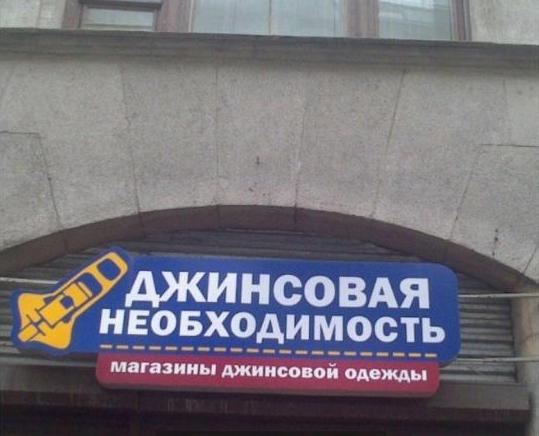 ДЖИНСОВАЯ
НЕОБХОДИМОСТЬ
магазины джинсовой одежды